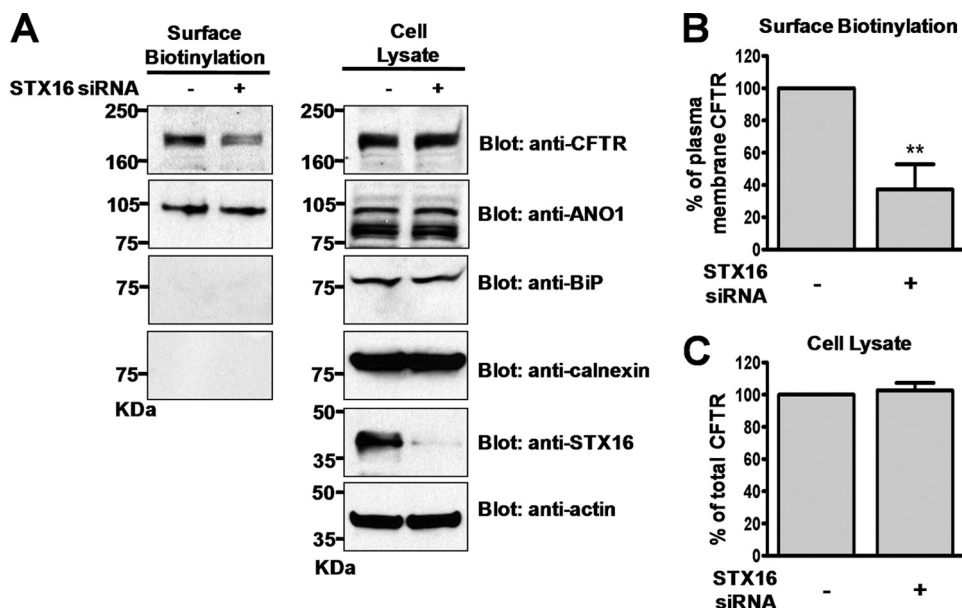 A
Surface
Biotinylation
Cell
Lysate
STX16 siRNA
- +
- +
250
160
250
160
Blot: anti-CFTR
105
75
105
75
Blot: anti-ANO1
75
75
Blot: anti-BiP
75
75
Blot: anti-calnexin
KDa
50
35
Blot: anti-STX16
50
35
Blot: anti-actin
KDa
B
Surface Biotinylation
% of plasma
membrane CFTR
120
100
80
60
40
20
0
**
STX16
siRNA
- +
C
Cell Lysate
% of total CFTR
120
100
80
60
40
20
0
STX16
siRNA
- +